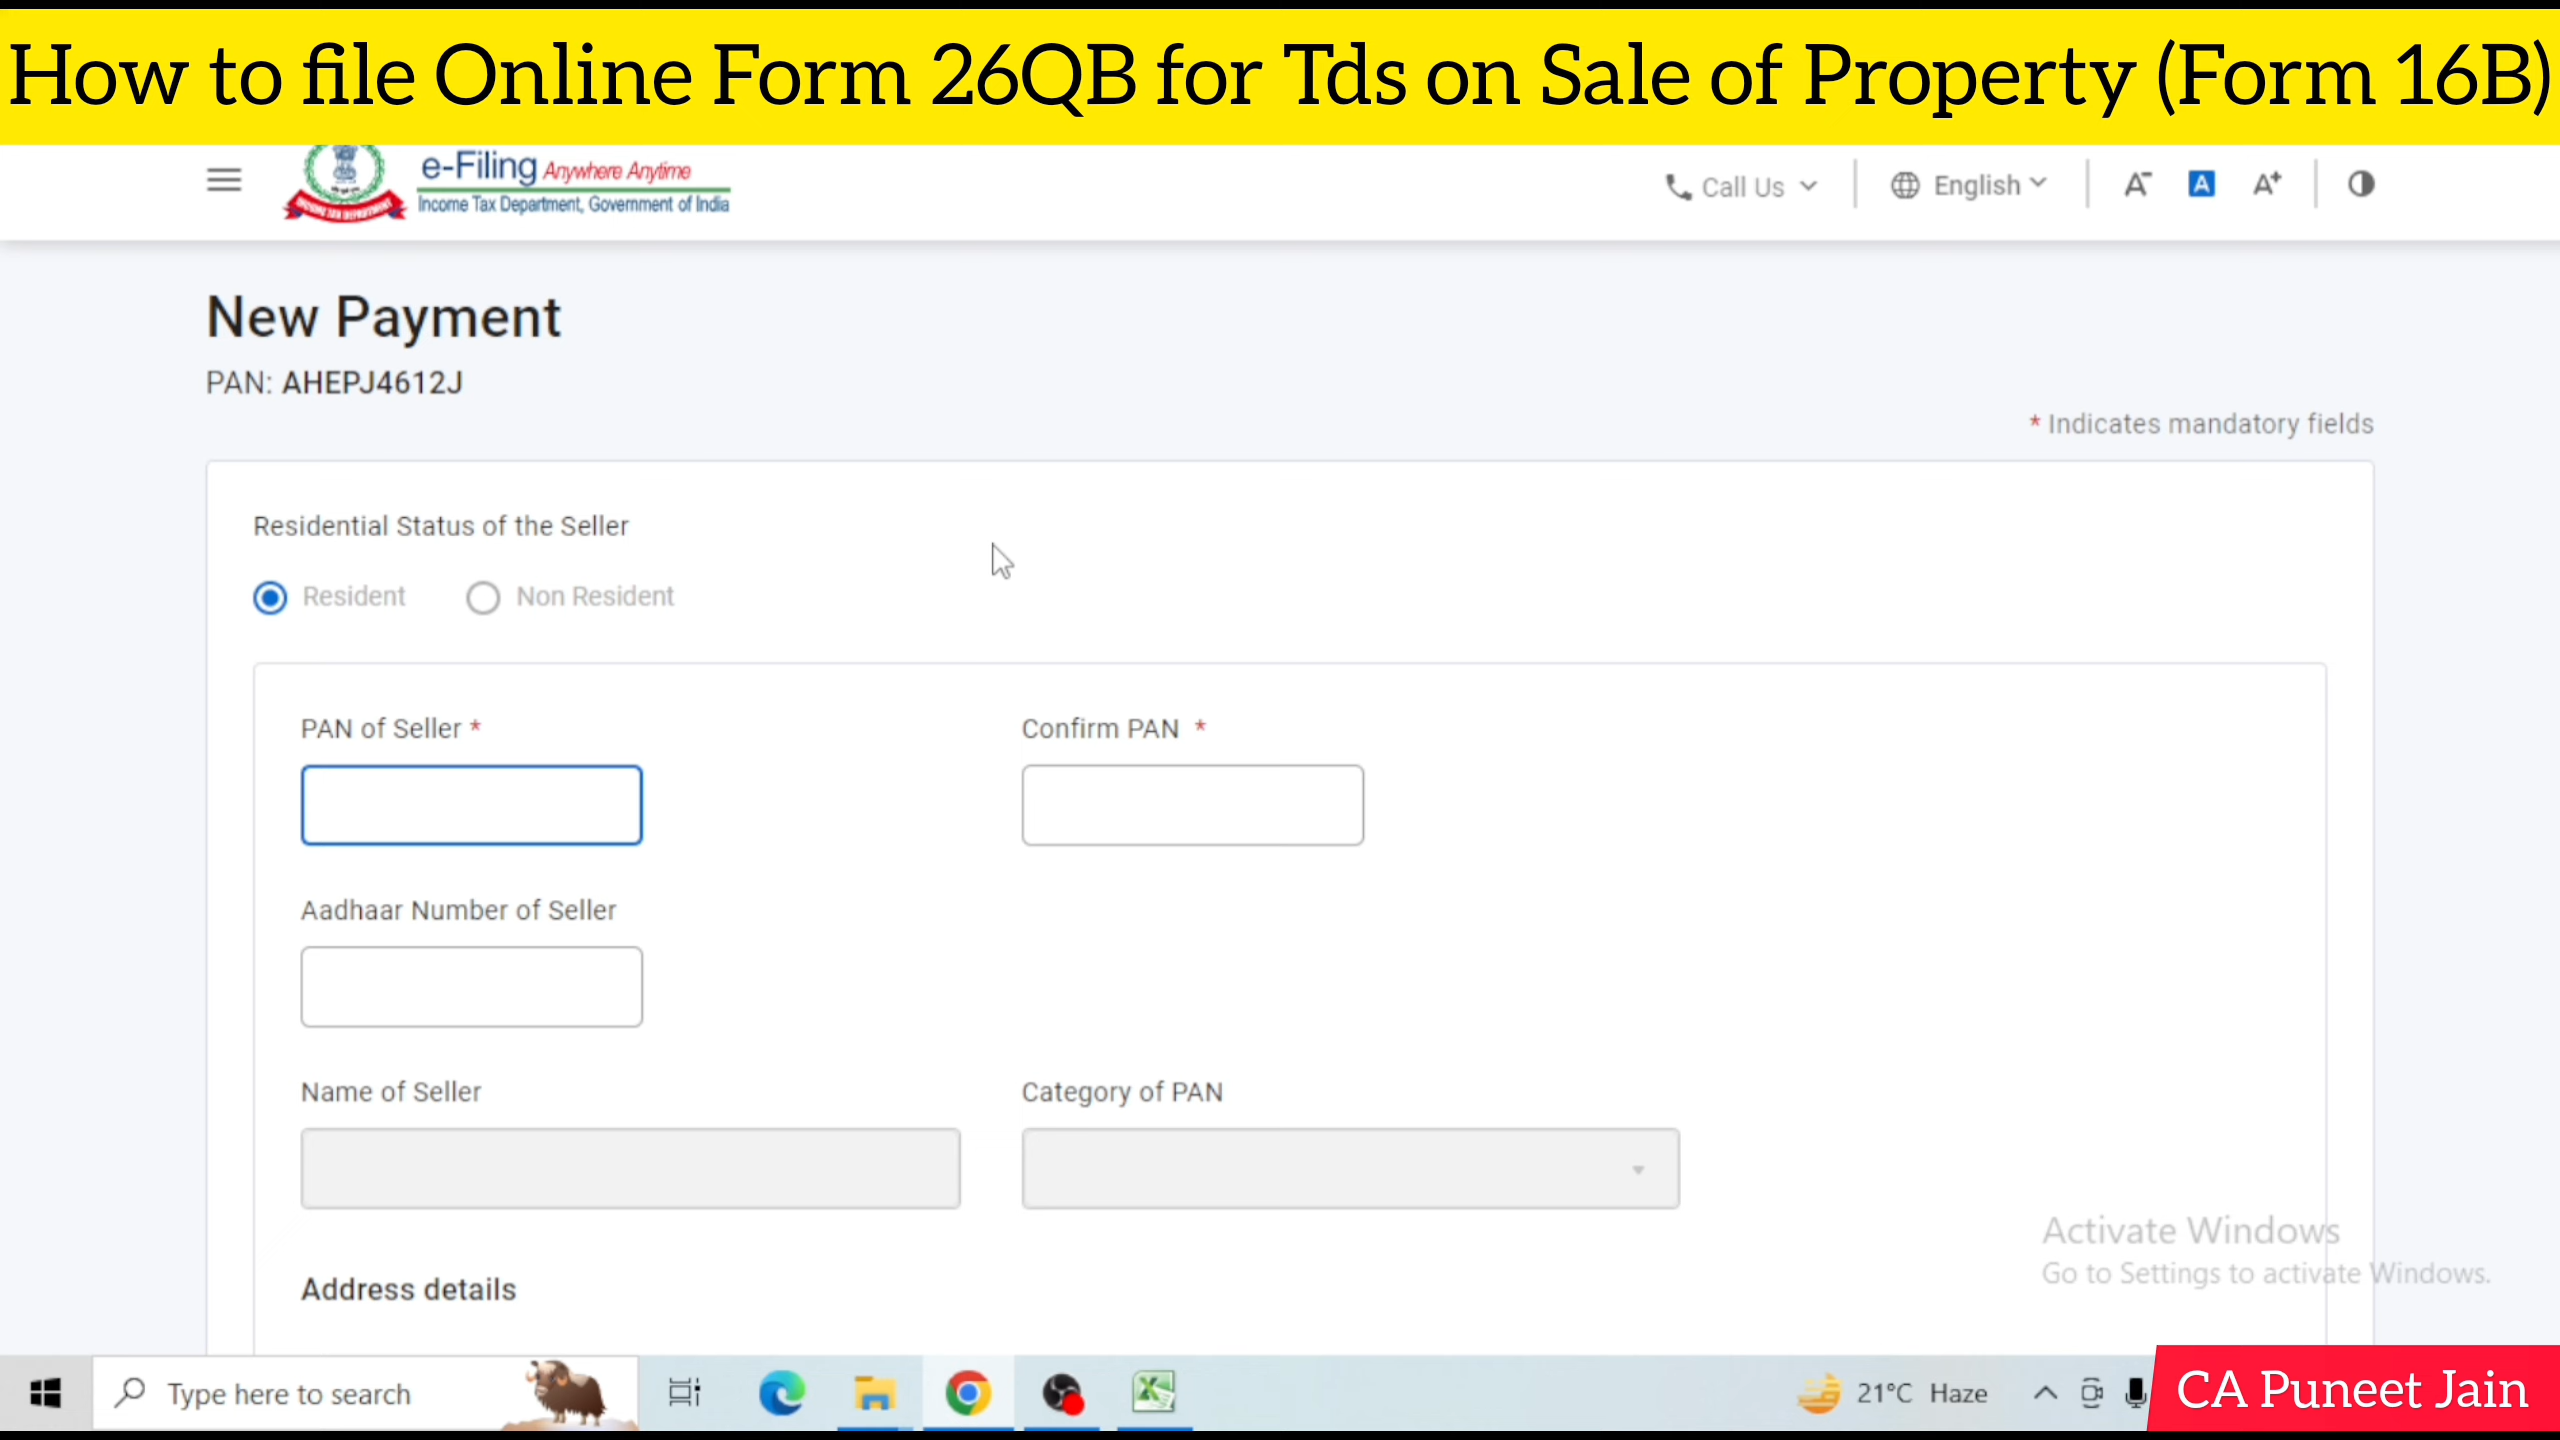 How to file Online Form 26QB for Tds on Sale of Property (Form 16B)
e-Filing Anywhere Anytime
Income Tax Department, Government of India
Call Us
English
A-
A
A+
New Payment
PAN: AHEPJ4612J
* Indicates mandatory fields
Residential Status of the Seller
Resident
Non Resident
PAN of Seller *
Confirm PAN *
Aadhaar Number of Seller
Name of Seller
Category of PAN
Activate Windows
Go to Settings to activate Windows.
Address details
Type here to search
21°C Haze
CA Puneet Jain